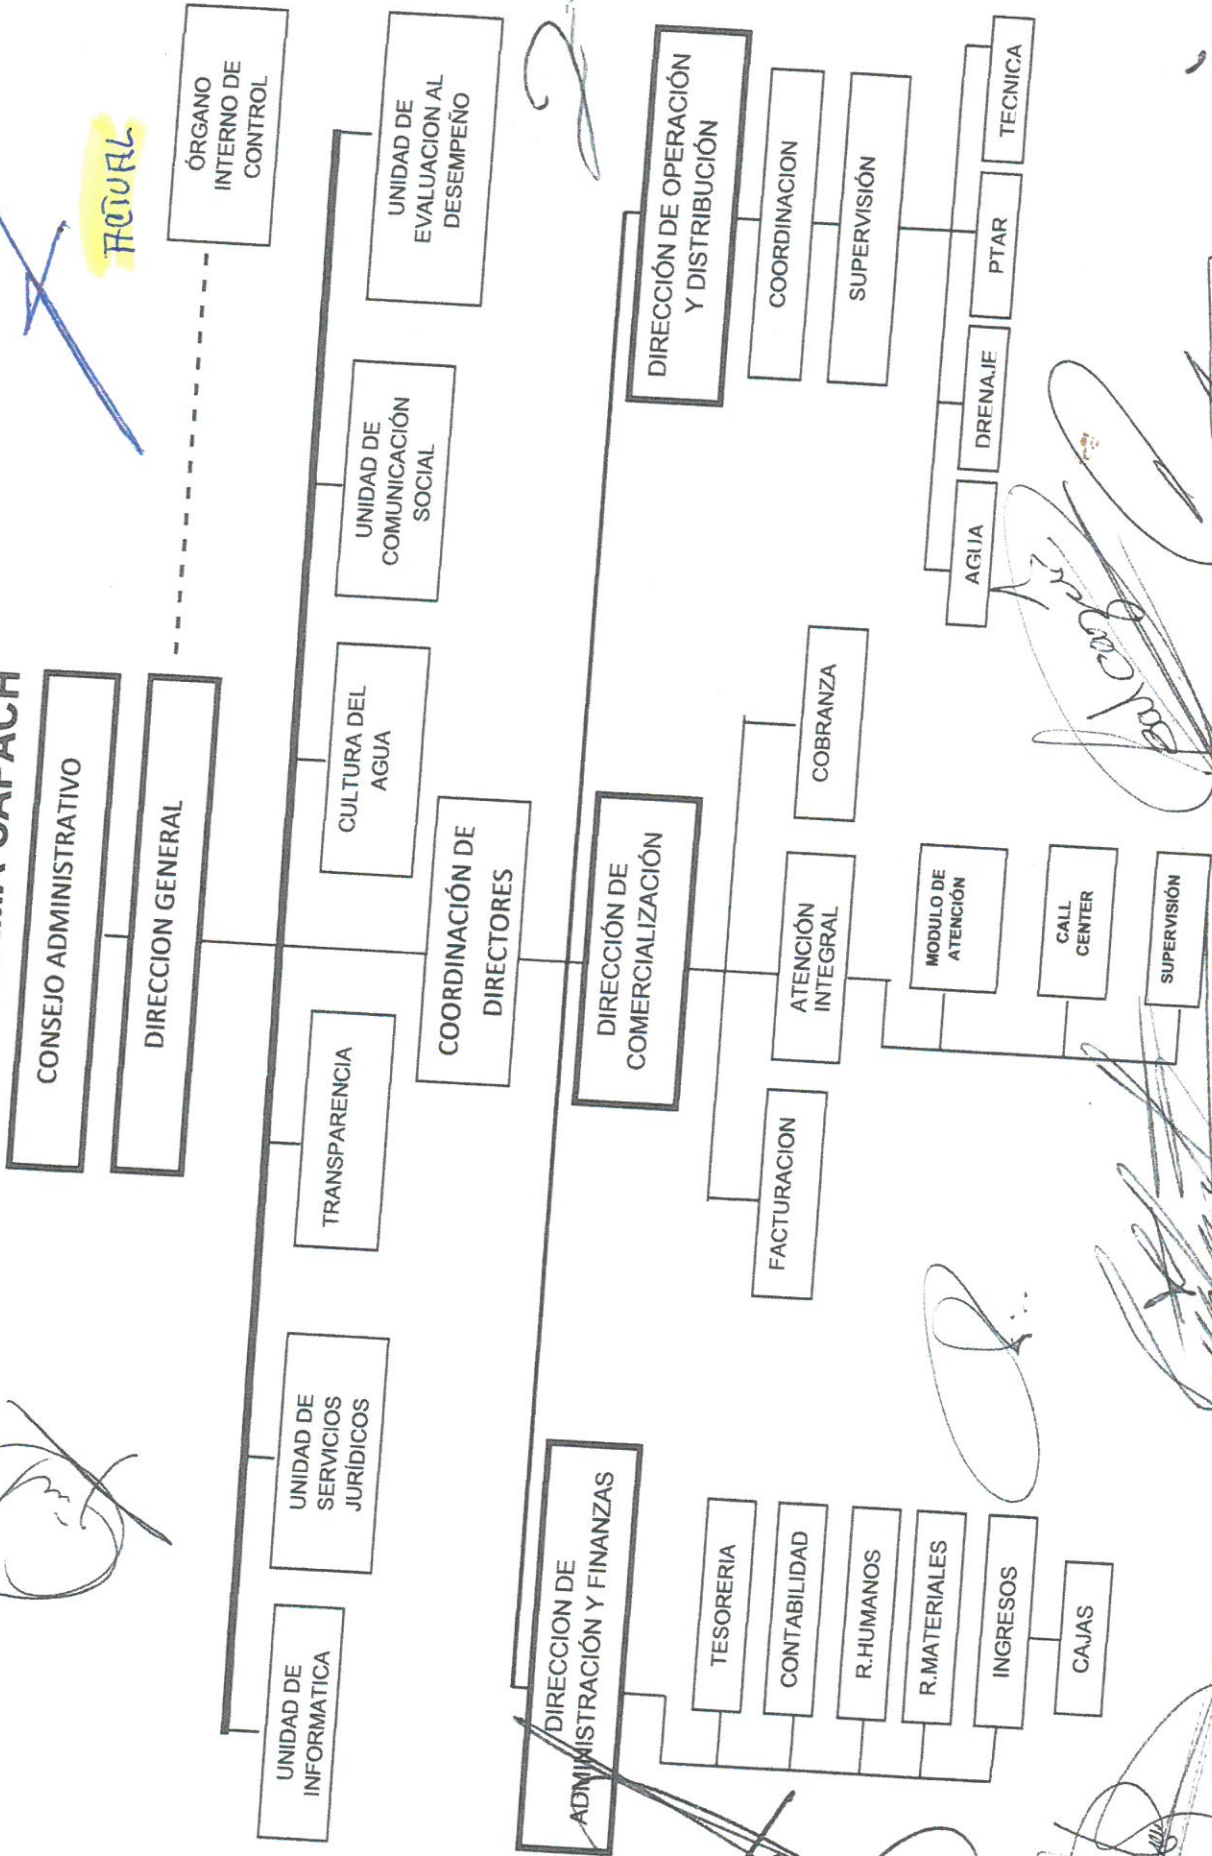 CAPACH
CONSEJO ADMINISTRATIVO
DIRECCION GENERAL
ACTUAL
ÓRGANO
INTERNO DE
CONTROL
UNIDAD DE
INFORMATICA
UNIDAD DE
SERVICIOS
JURÍDICOS
TRANSPARENCIA
CULTURA DEL
AGUA
UNIDAD DE
COMUNICACIÓN
SOCIAL
UNIDAD DE
EVALUACION AL
DESEMPEÑO
COORDINACIÓN DE
DIRECTORES
DIRECCION DE
ADMINISTRACIÓN Y FINANZAS
TESORERIA
CONTABILIDAD
R.HUMANOS
R.MATERIALES
INGRESOS
CAJAS
DIRECCIÓN DE
COMERCIALIZACIÓN
FACTURACION
ATENCIÓN
INTEGRAL
COBRANZA
MODULO DE
ATENCIÓN
CALL
CENTER
SUPERVISIÓN
DIRECCIÓN DE OPERACIÓN
Y DISTRIBUCIÓN
COORDINACION
SUPERVISIÓN
AGUA
DRENAJE
PTAR
TECNICA